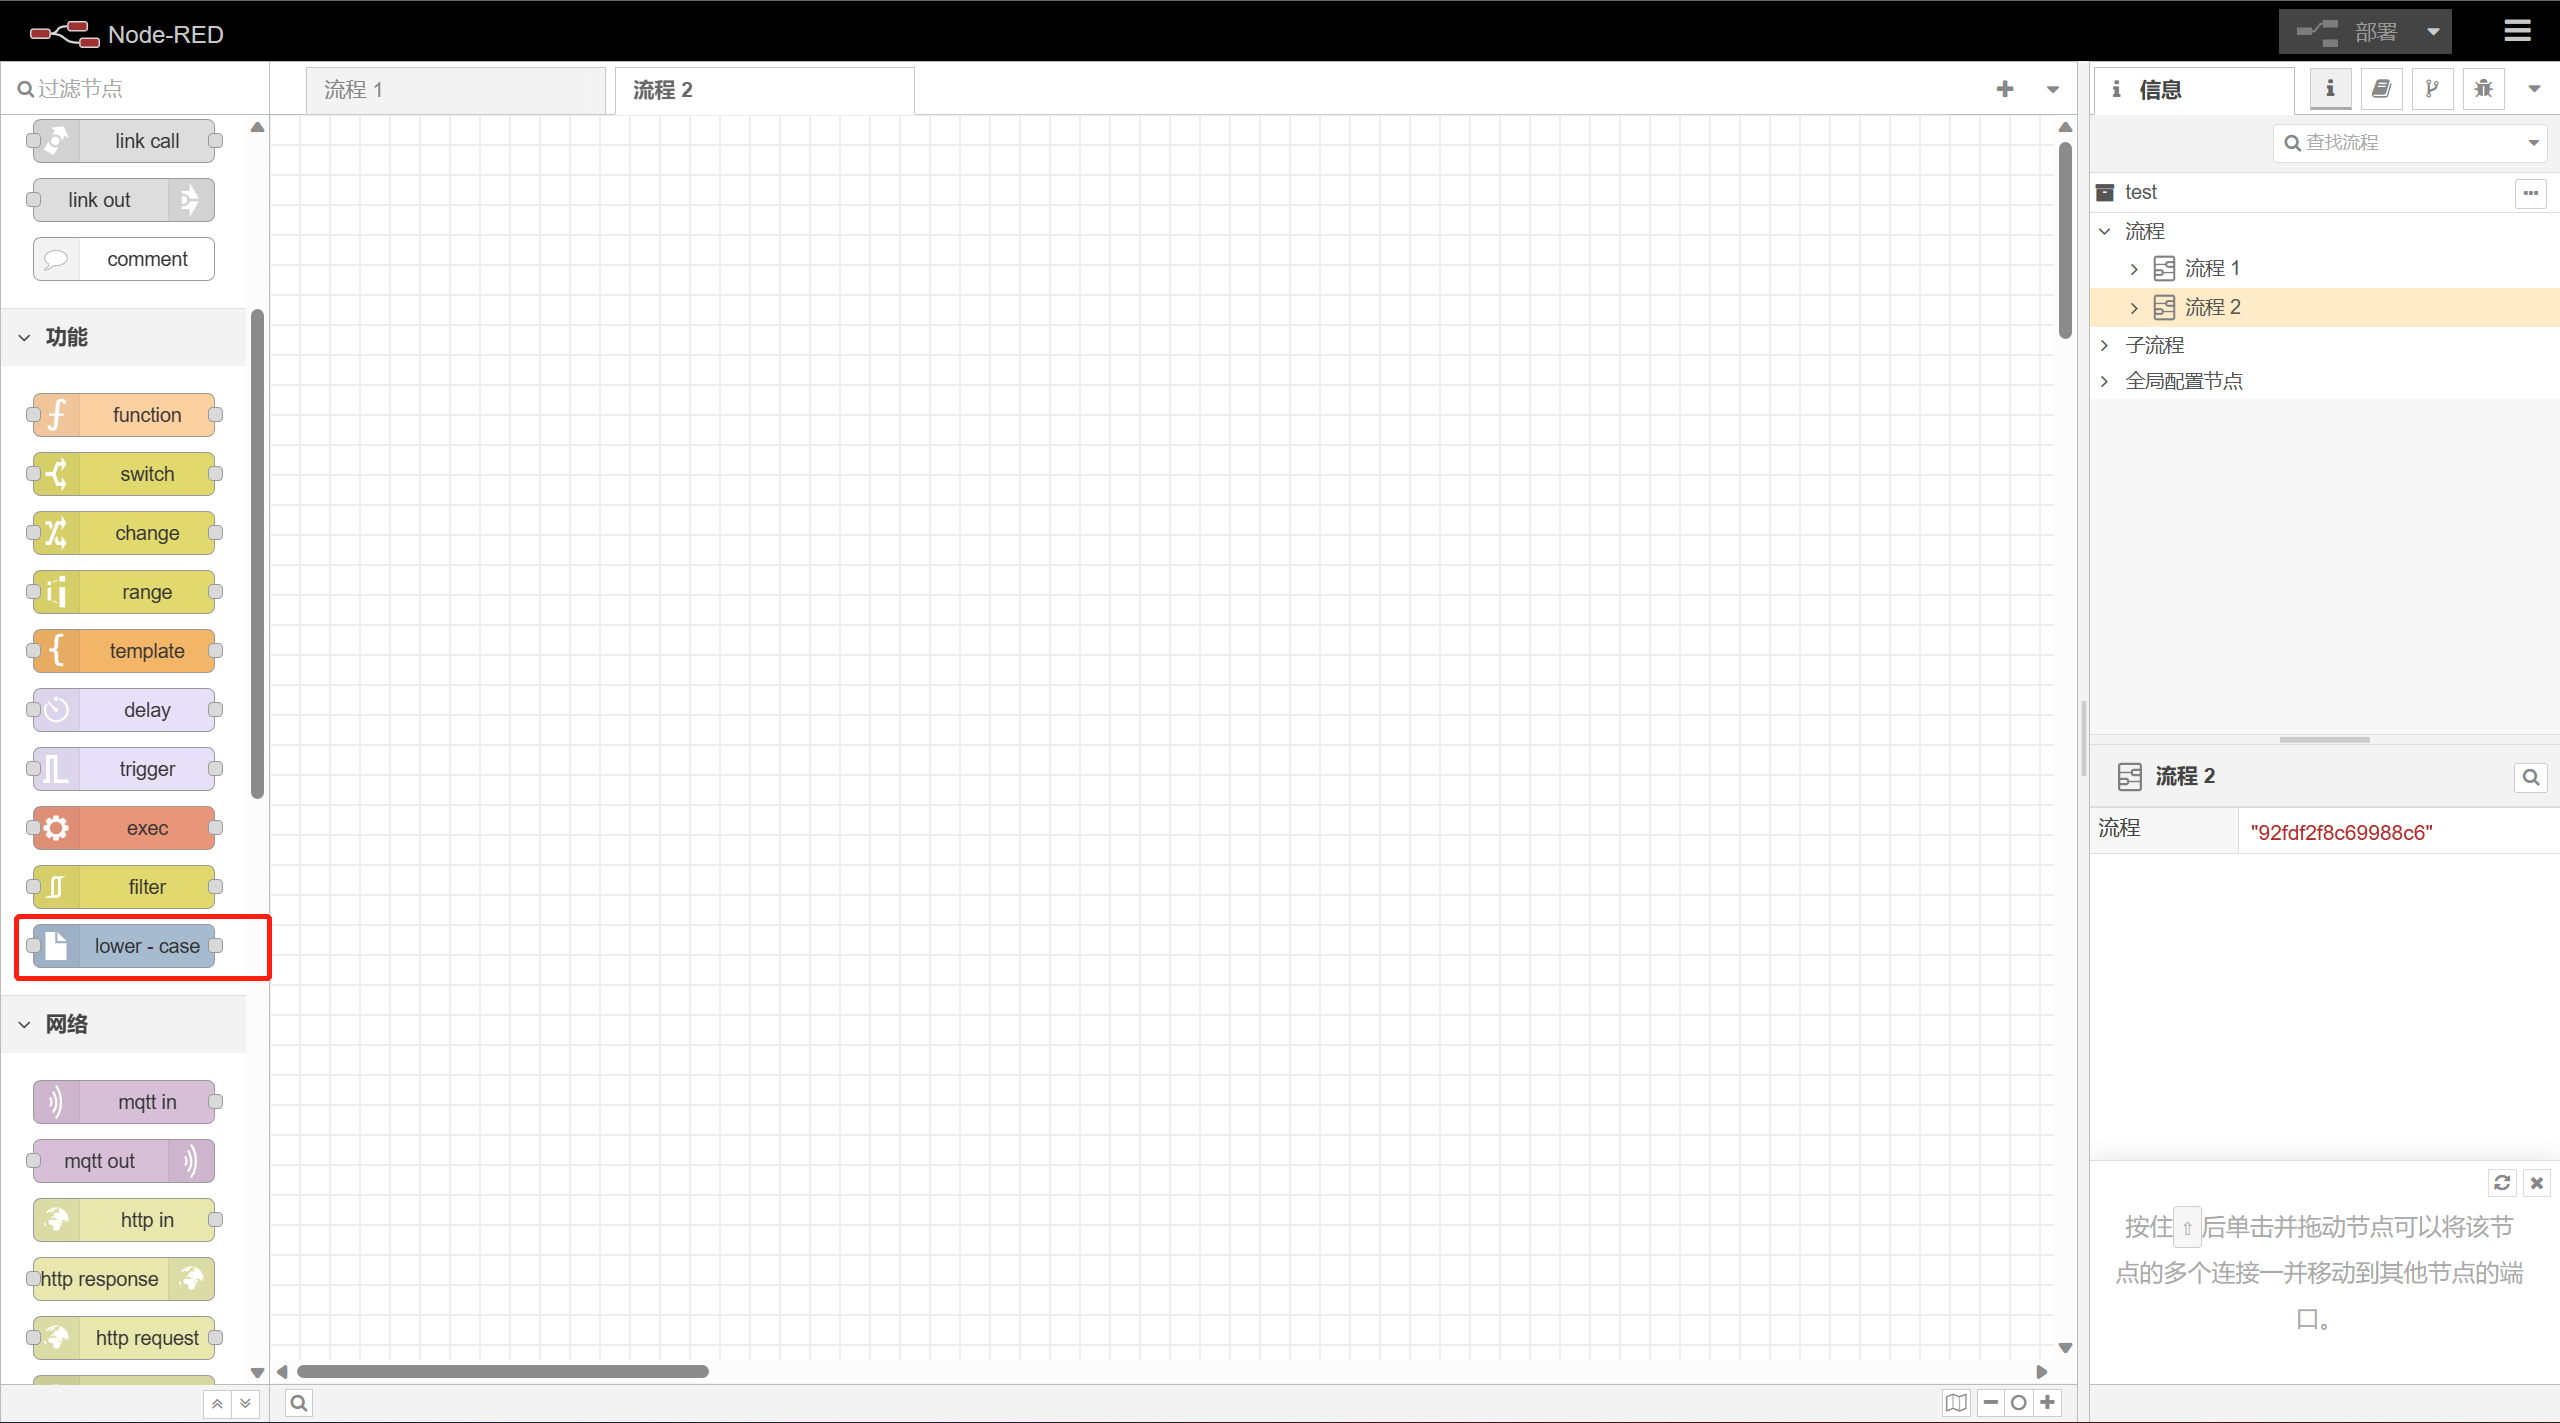 Node-RED
部署
过滤节点
流程 1
流程 2
信息
查找流程
link call
link out
comment
功能
function
switch
change
range
template
delay
trigger
exec
filter
lower - case
网络
mqtt in
mqtt out
http in
http response
http request
test
流程
流程 1
流程 2
子流程
全局配置节点
流程 2
流程
"92fdf2f8c69988c6"
按住⇧后单击并拖动节点可以将该节
点的多个连接一并移动到其他节点的端
口。